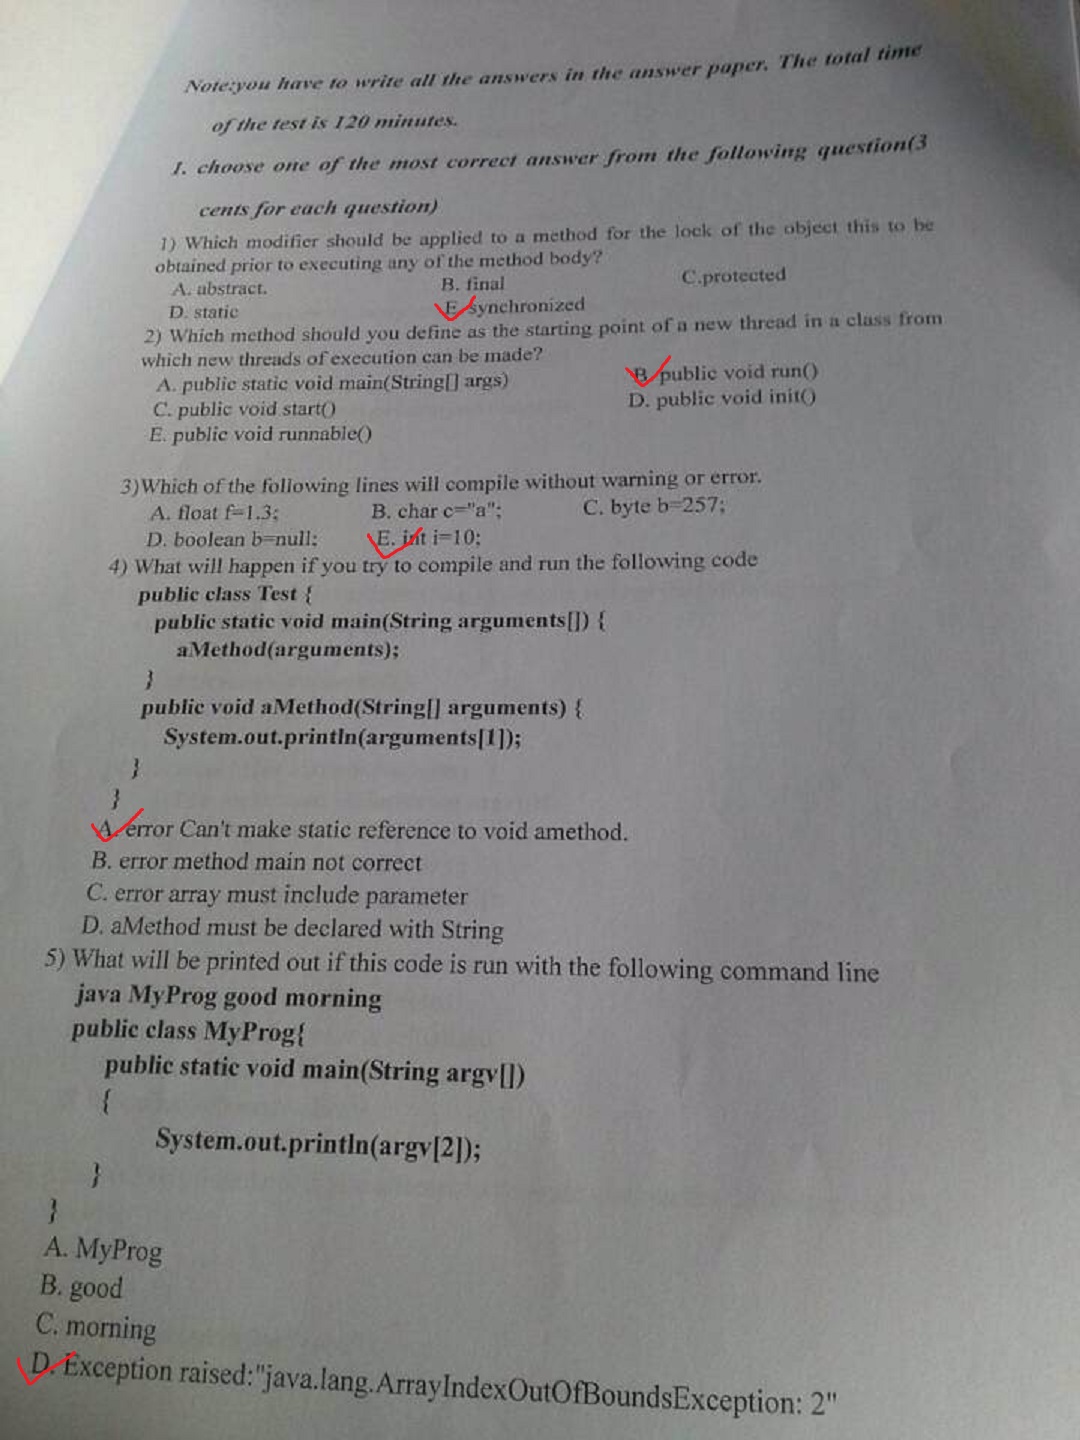 Note:you have to write all the answers in the answer paper. The total time
of the test is 120 minutes.
I. choose one of the most correct answer from the following question(3
cents for each question)
1) Which modifier should be applied to a method for the lock of the object this to be
obtained prior to executing any of the method body?
A. abstract. B. final C.protected
D. static E. synchronized
2) Which method should you define as the starting point of a new thread in a class from
which new threads of execution can be made?
A. public static void main(String[] args) B. public void run()
C. public void start() D. public void init()
E. public void runnable()
3)Which of the following lines will compile without warning or error.
A. float f=1.3; B. char c="a"; C. byte b=257;
D. boolean b=null; E. int i=10;
4) What will happen if you try to compile and run the following code
public class Test {
public static void main(String arguments[]) {
aMethod(arguments);
}
public void aMethod(String[] arguments) {
System.out.println(arguments[1]);
}
}
A. error Can't make static reference to void amethod.
B. error method main not correct
C. error array must include parameter
D. aMethod must be declared with String
5) What will be printed out if this code is run with the following command line
java MyProg good morning
public class MyProg{
public static void main(String argv[])
{
System.out.println(argv[2]);
}
}
A. MyProg
B. good
C. morning
D. Exception raised:"java.lang.ArrayIndexOutOfBoundsException: 2"